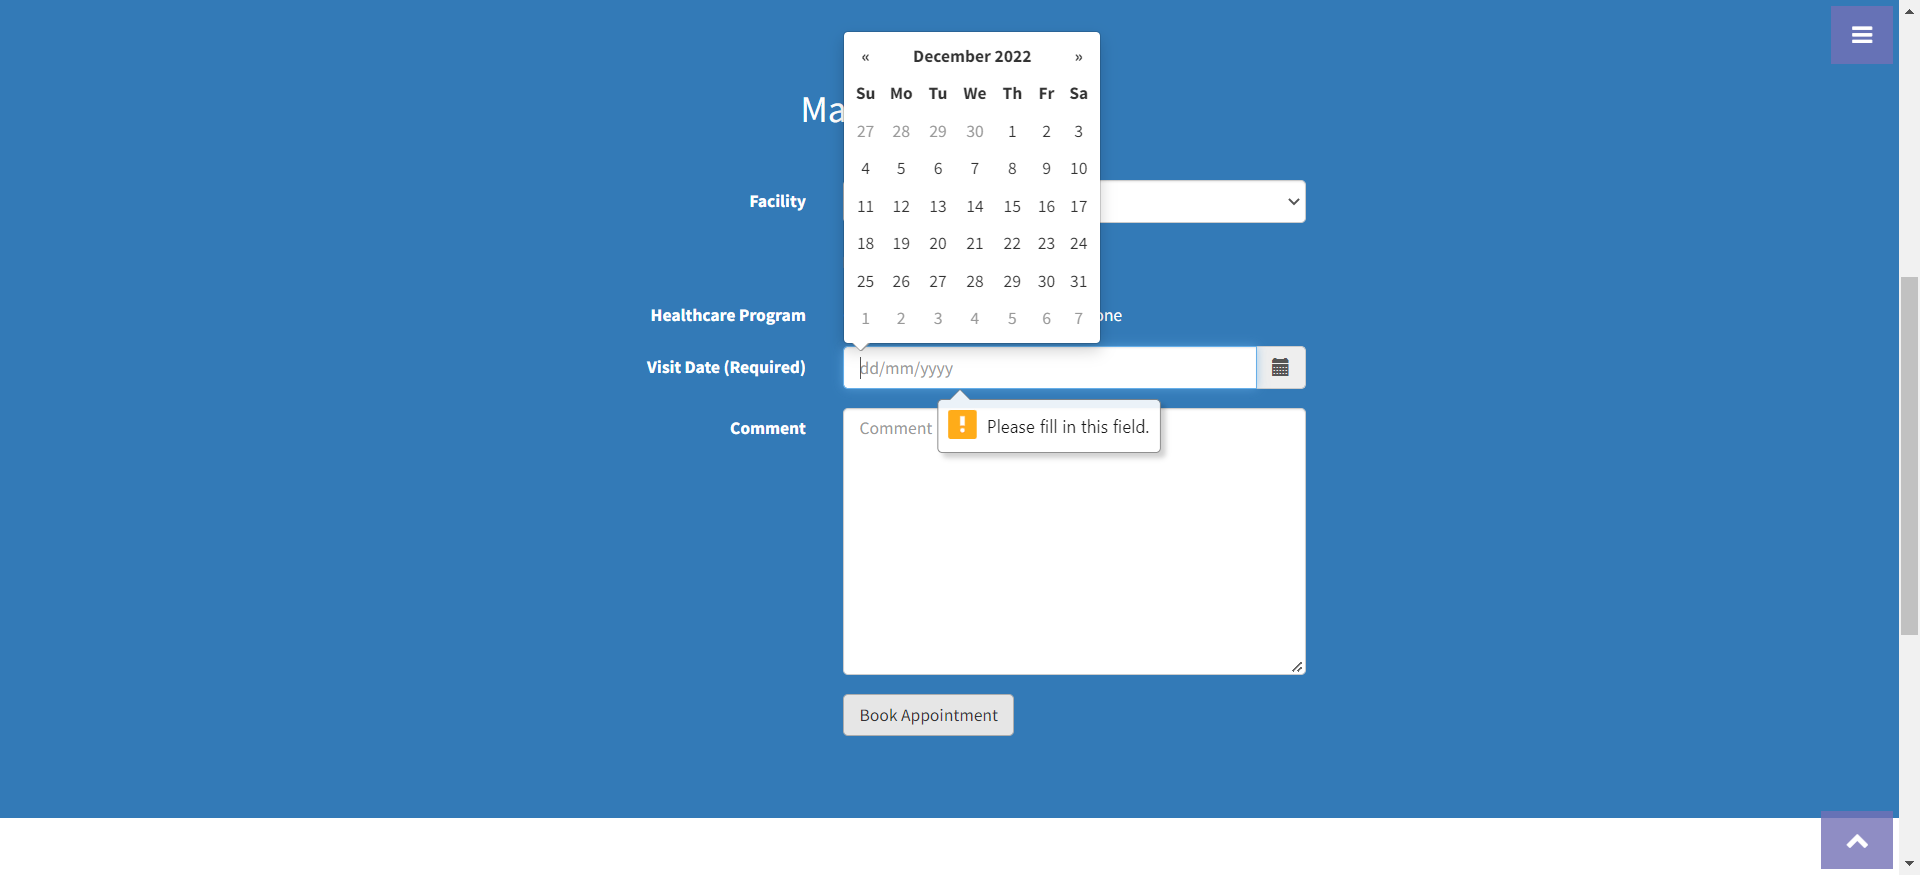 « December 2022 »
Su Mo Tu We Th Fr Sa
27 28 29 30 1 2 3
4 5 6 7 8 9 10
11 12 13 14 15 16 17
18 19 20 21 22 23 24
25 26 27 28 29 30 31
1 2 3 4 5 6 7
Ma
Facility
Healthcare Program
one
Visit Date (Required)
dd/mm/yyyy
Please fill in this field.
Comment
Comment
Book Appointment